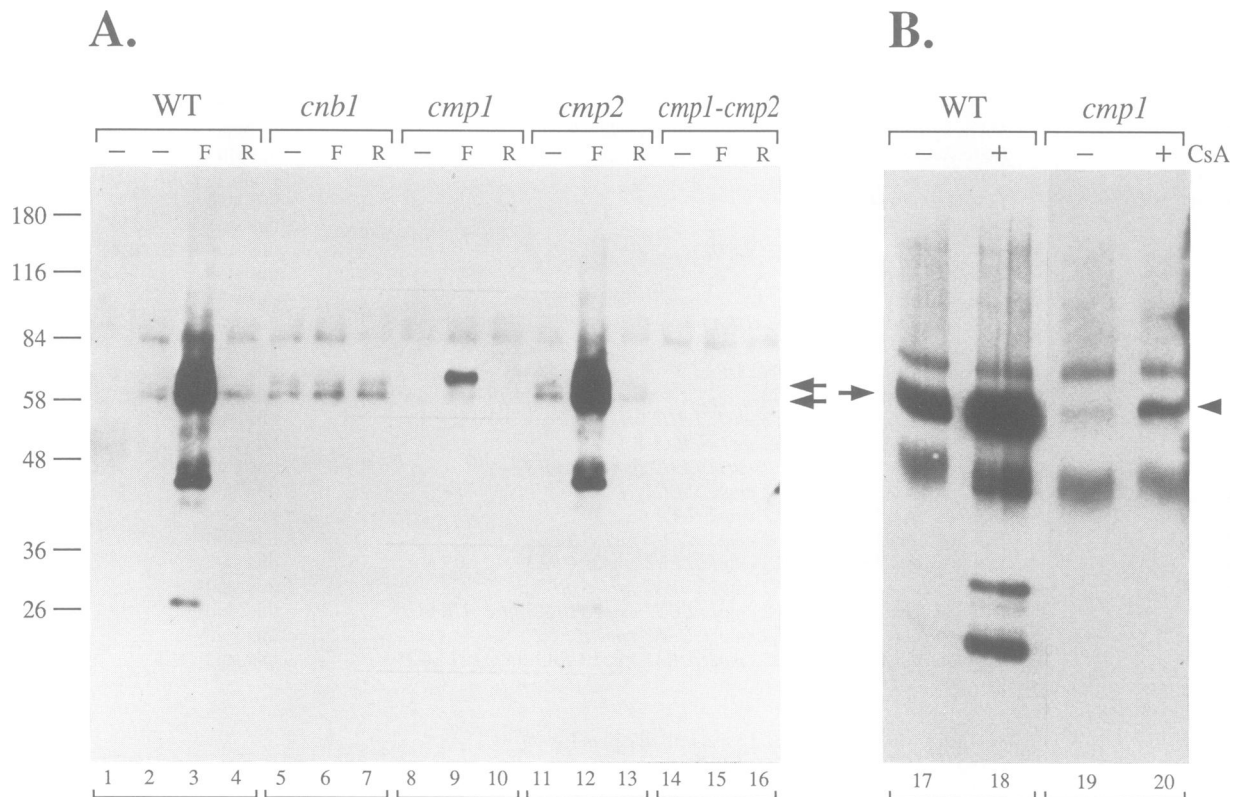 A.
B.
WT cnb1 cmp1 cmp2 cmp1-cmp2
WT cmp1
– – F R – F R – F R – F R – F R
– + – + CsA
180
116
84
58
48
36
26
1 2 3 4 5 6 7 8 9 10 11 12 13 14 15 16
17 18 19 20